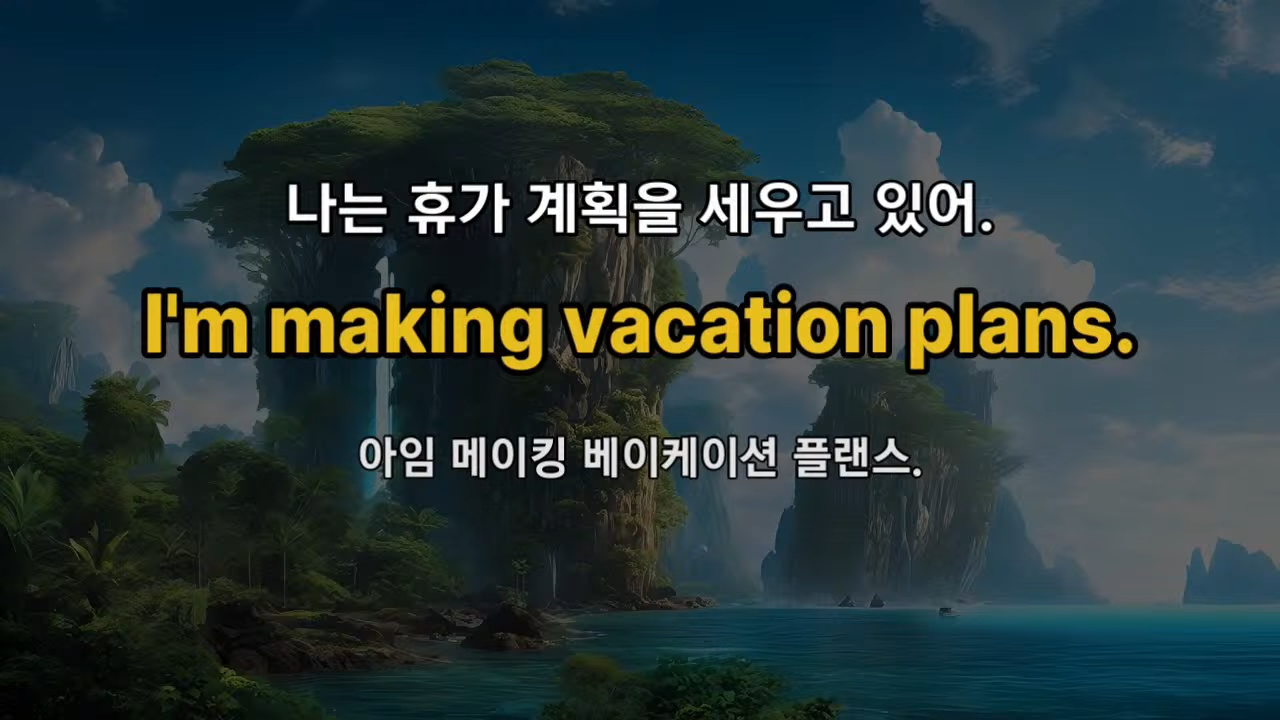 나는 휴가 계획을 세우고 있어.
I'm making vacation plans.
아임 메이킹 베이케이션 플랜스.